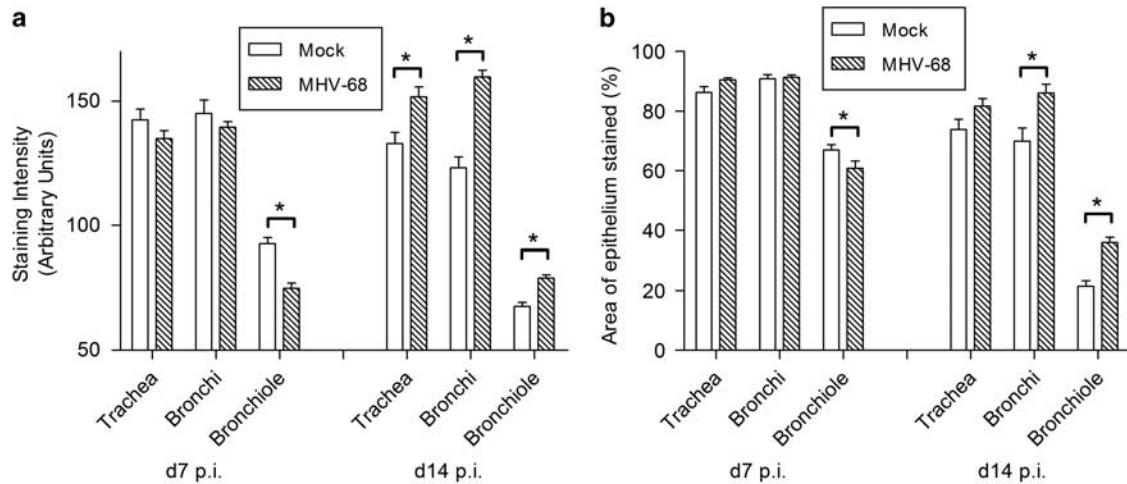 a
Mock
MHV-68
Staining Intensity
(Arbitrary Units)
150
100
50
*
*
*
*
Trachea
Bronchi
Bronchiole
Trachea
Bronchi
Bronchiole
d7 p.i.
d14 p.i.
b
Mock
MHV-68
Area of epithelium stained (%)
100
80
60
40
20
0
*
*
*
Trachea
Bronchi
Bronchiole
Trachea
Bronchi
Bronchiole
d7 p.i.
d14 p.i.